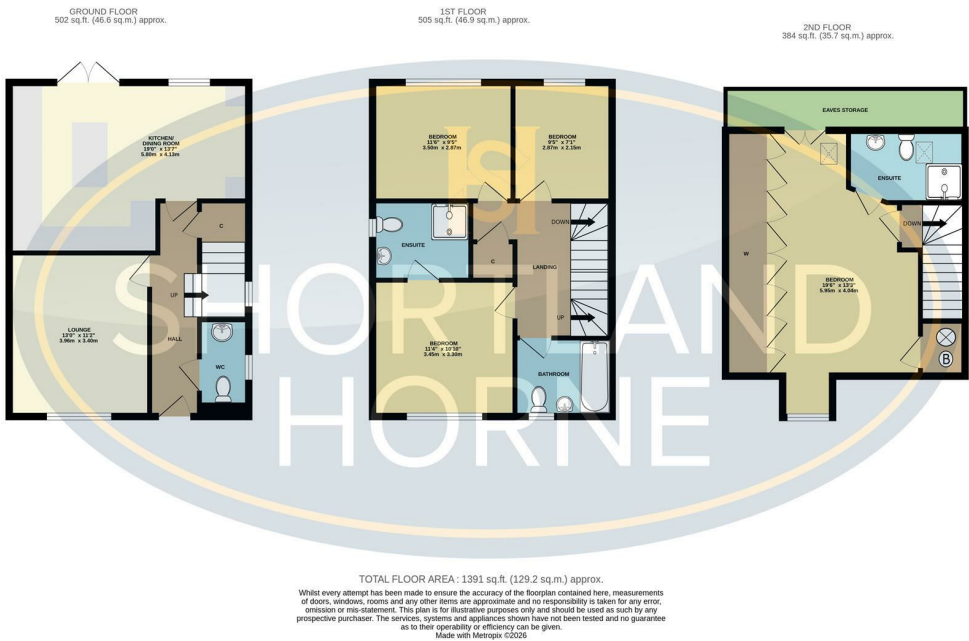 GROUND FLOOR
502 sq.ft. (46.6 sq.m.) approx.
KITCHEN/
DINING ROOM
19'0" x 13'7"
5.80m x 4.13m
C
UP
LOUNGE
13'0" x 11'2"
3.96m x 3.40m
HALL
WC
1ST FLOOR
505 sq.ft. (46.9 sq.m.) approx.
BEDROOM
11'6" x 9'5"
3.50m x 2.87m
BEDROOM
9'5" x 7'1"
2.87m x 2.15m
ENSUITE
DOWN
C
LANDING
UP
BEDROOM
11'4" x 10'10"
3.45m x 3.30m
BATHROOM
2ND FLOOR
384 sq.ft. (35.7 sq.m.) approx.
EAVES STORAGE
ENSUITE
DOWN
W
BEDROOM
19'6" x 13'3"
5.95m x 4.04m
B
SH
SHORTLAND
HORNE
TOTAL FLOOR AREA : 1391 sq.ft. (129.2 sq.m.) approx.
Whilst every attempt has been made to ensure the accuracy of the floorplan contained here, measurements
of doors, windows, rooms and any other items are approximate and no responsibility is taken for any error,
omission or mis-statement. This plan is for illustrative purposes only and should be used as such by any
prospective purchaser. The services, systems and appliances shown have not been tested and no guarantee
as to their operability or efficiency can be given.
Made with Metropix ©2026